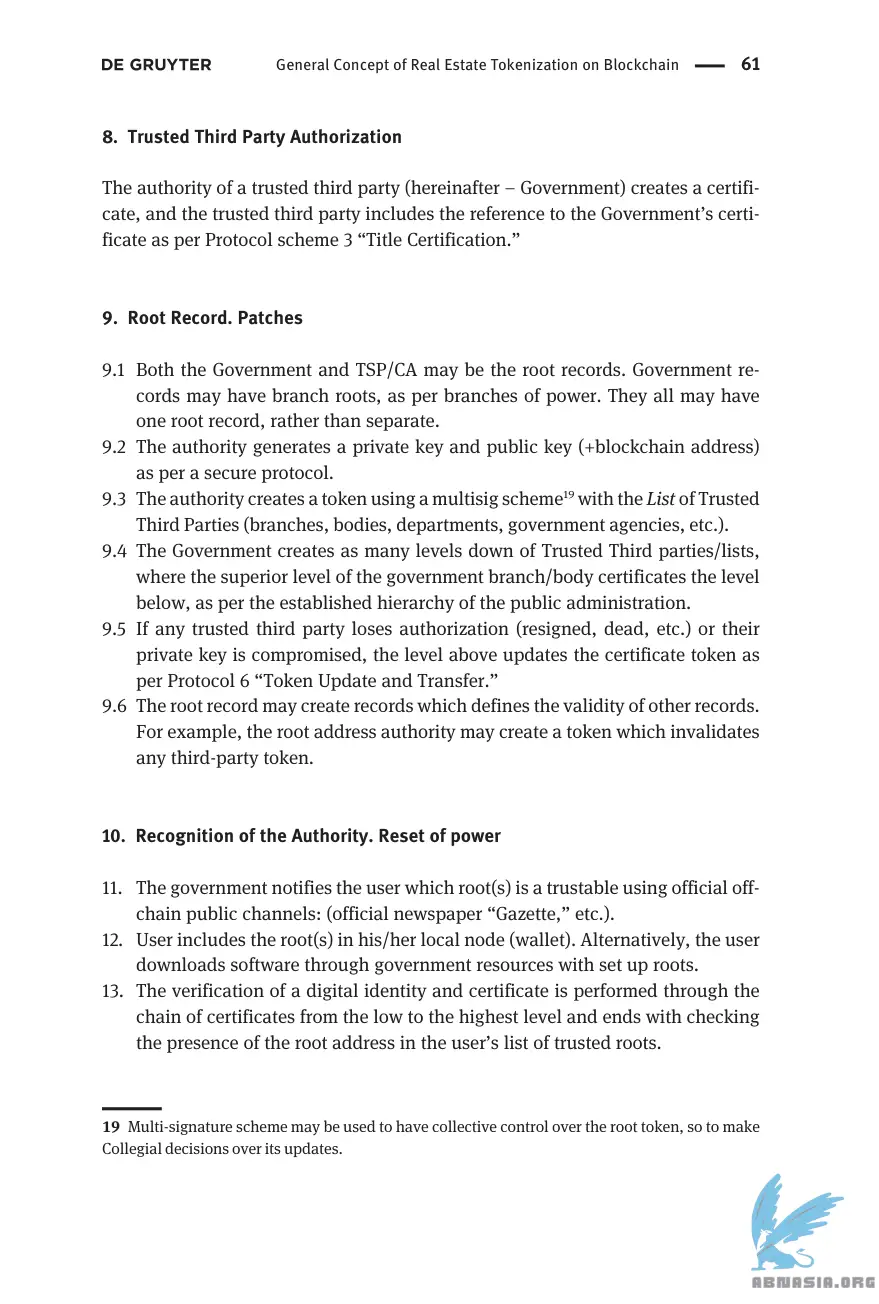 DE GRUYTER General Concept of Real Estate Tokenization on Blockchain — 61
8. Trusted Third Party Authorization
The authority of a trusted third party (hereinafter – Government) creates a certifi-
cate, and the trusted third party includes the reference to the Government’s certi-
ficate as per Protocol scheme 3 “Title Certification.”
9. Root Record. Patches
9.1 Both the Government and TSP/CA may be the root records. Government re-
cords may have branch roots, as per branches of power. They all may have
one root record, rather than separate.
9.2 The authority generates a private key and public key (+blockchain address)
as per a secure protocol.
9.3 The authority creates a token using a multisig scheme19 with the List of Trusted
Third Parties (branches, bodies, departments, government agencies, etc.).
9.4 The Government creates as many levels down of Trusted Third parties/lists,
where the superior level of the government branch/body certificates the level
below, as per the established hierarchy of the public administration.
9.5 If any trusted third party loses authorization (resigned, dead, etc.) or their
private key is compromised, the level above updates the certificate token as
per Protocol 6 “Token Update and Transfer.”
9.6 The root record may create records which defines the validity of other records.
For example, the root address authority may create a token which invalidates
any third-party token.
10. Recognition of the Authority. Reset of power
11. The government notifies the user which root(s) is a trustable using official off-
chain public channels: (official newspaper “Gazette,” etc.).
12. User includes the root(s) in his/her local node (wallet). Alternatively, the user
downloads software through government resources with set up roots.
13. The verification of a digital identity and certificate is performed through the
chain of certificates from the low to the highest level and ends with checking
the presence of the root address in the user’s list of trusted roots.
19 Multi-signature scheme may be used to have collective control over the root token, so to make
Collegial decisions over its updates.
ABNASIA.ORG